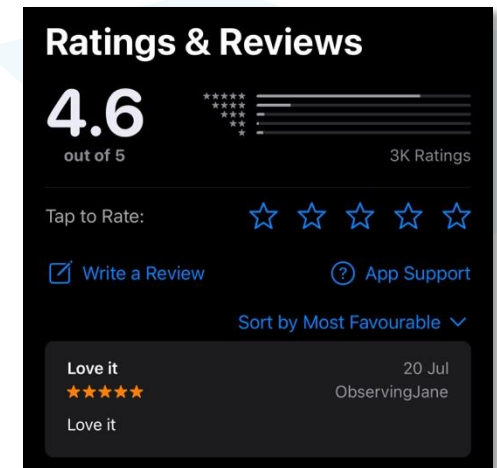 Ratings & Reviews
4.6
out of 5
3K Ratings
Tap to Rate:
Write a Review
? App Support
Sort by Most Favourable
Love it
20 Jul
ObservingJane
Love it